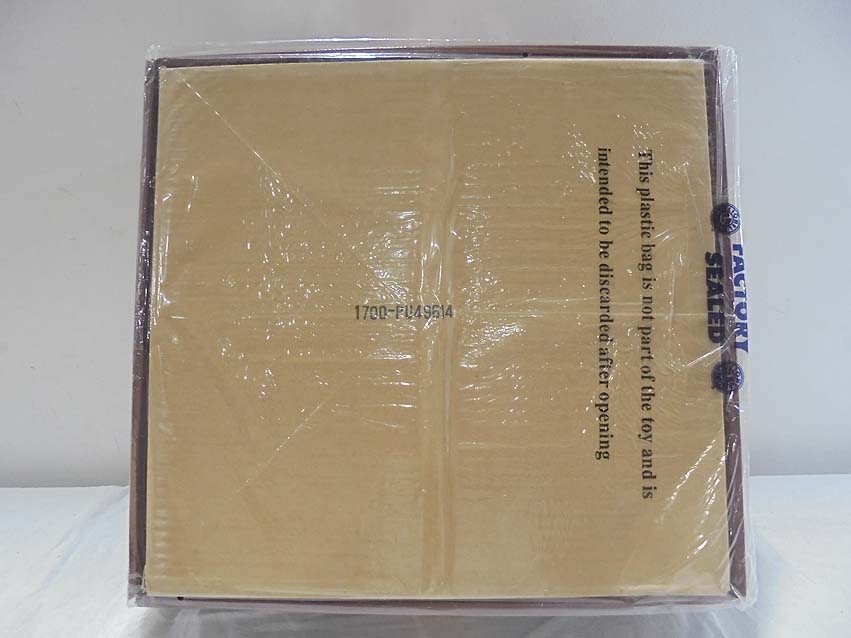 This plastic bag is not part of the toy and is
intended to be discarded after opening
FACTORY
SEALED
1700-PU49614